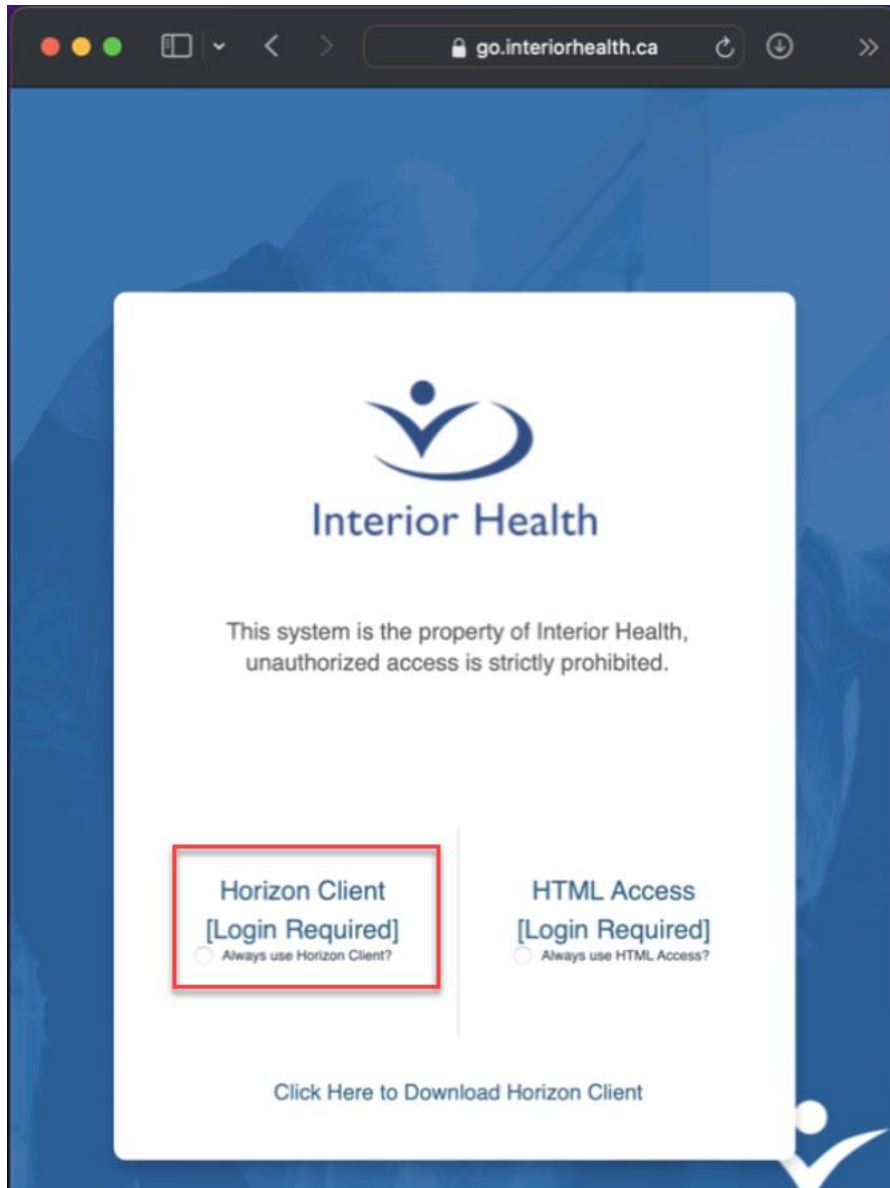 go.interiorhealth.ca
Interior Health
This system is the property of Interior Health,
unauthorized access is strictly prohibited.
Horizon Client
[Login Required]
Always use Horizon Client?
HTML Access
[Login Required]
Always use HTML Access?
Click Here to Download Horizon Client